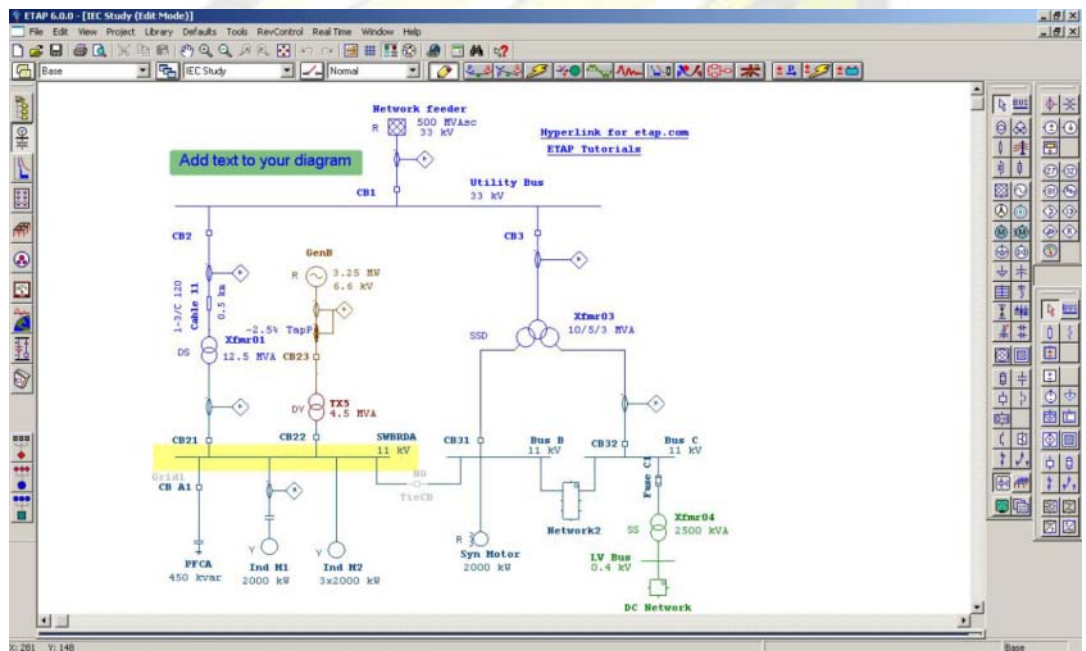 ETAP 6.0.0 - [IEC Study (Edit Mode)]
File Edit View Project Library Defaults Tools RevControl Real Time Window Help
Base IEC Study Normal
Network feeder
R 500 MVAsc
33 kV
Hyperlink for etap.com
ETAP Tutorials
Add text to your diagram
CB1
Utility Bus
33 kV
CB2
CB3
GenB
R 3.25 MW
6.6 kV
1-3/C 120
Cable 11
0.5 km
-2.5% TapP
Xfmr01
DS 12.5 MVA
CB23
Xfmr03
SSD 10/5/3 MVA
TX5
DY 4.5 MVA
CB21 CB22 SWBRDA
11 kV
CB31 Bus B
11 kV
CB32 Bus C
11 kV
Grid1
CB A1
NO
TieCB
Fuse C1
Network2
Xfmr04
SS 2500 kVA
PFCA
450 kvar
Y Ind M1
2000 kW
Y Ind M2
3x2000 kW
R Syn Motor
2000 kW
LV Bus
0.4 kV
DC Network
X: 281 Y: 148 Base